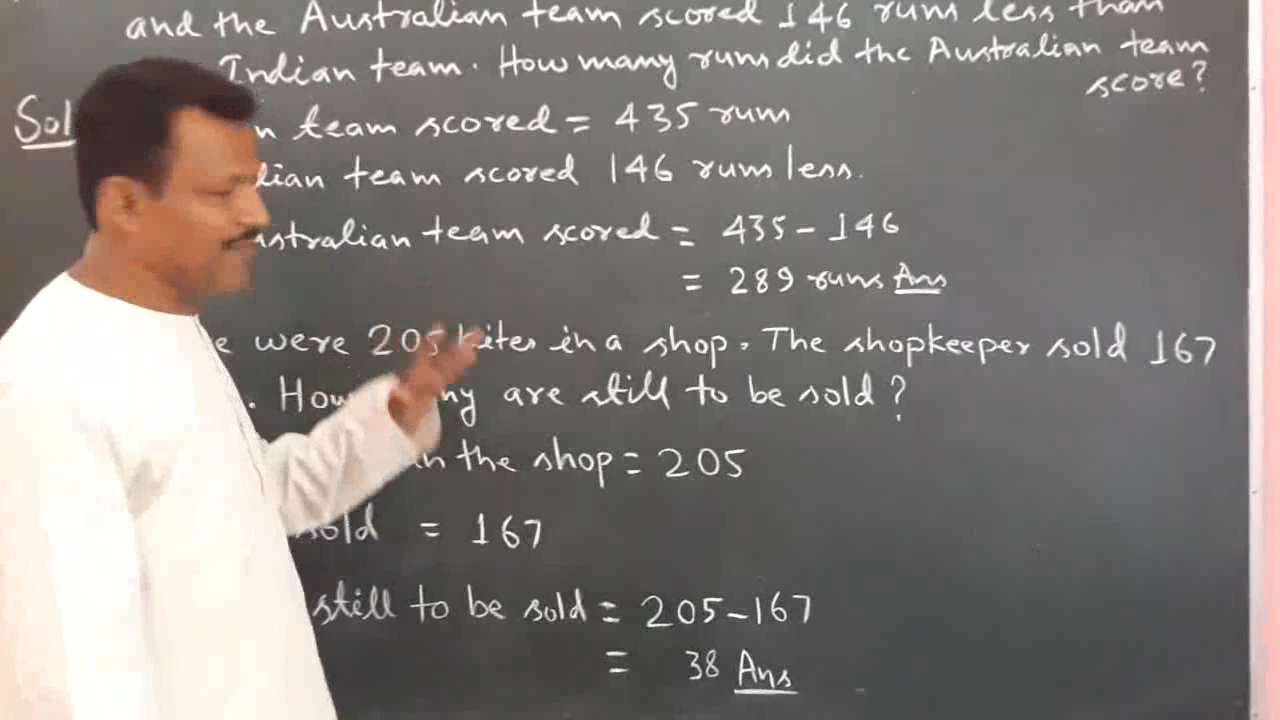 and the Australian team scored 146 runs less than
Indian team. How many runs did the Australian team
score?
Sol
n team scored = 435 runs
lian team scored 146 runs less.
stralian team scored = 435 - 146
= 289 runs Ans
e were 205 kites in a shop. The shopkeeper sold 167
. How ny are still to be sold?
in the shop = 205
sold = 167
still to be sold = 205 - 167
= 38 Ans